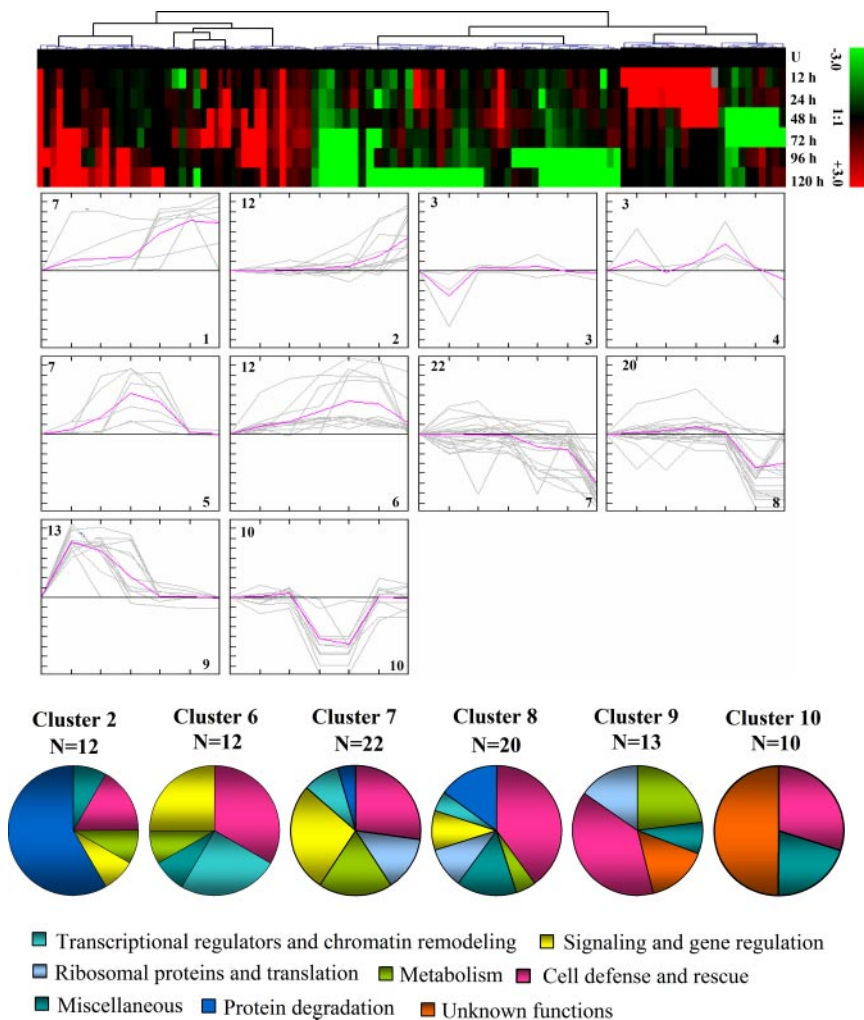 U
12 h
24 h
48 h
72 h
96 h
120 h
-3.0
1:1
+3.0
7
1
12
2
3
3
3
4
7
5
12
6
22
7
20
8
13
9
10
10
Cluster 2
N=12
Cluster 6
N=12
Cluster 7
N=22
Cluster 8
N=20
Cluster 9
N=13
Cluster 10
N=10
Transcriptional regulators and chromatin remodeling
Signaling and gene regulation
Ribosomal proteins and translation
Metabolism
Cell defense and rescue
Miscellaneous
Protein degradation
Unknown functions